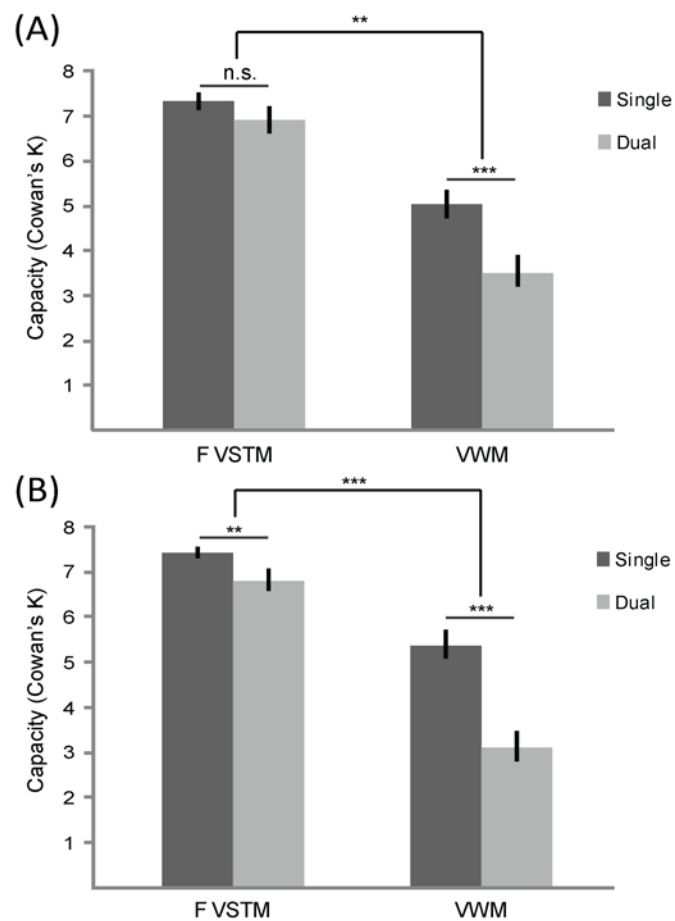 (A)
**
n.s.
***
Single
Dual
Capacity (Cowan's K)
8
7
6
5
4
3
2
1
F VSTM
VWM
(B)
***
**
***
Single
Dual
Capacity (Cowan's K)
8
7
6
5
4
3
2
1
F VSTM
VWM